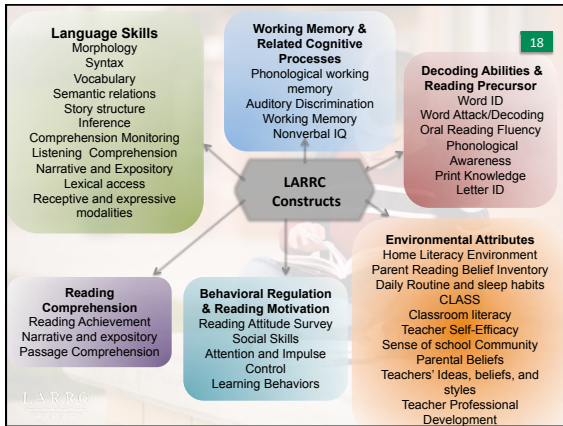 Language Skills
Morphology
Syntax
Vocabulary
Semantic relations
Story structure
Inference
Comprehension Monitoring
Listening Comprehension
Narrative and Expository
Lexical access
Receptive and expressive
modalities
Working Memory &
Related Cognitive
Processes
Phonological working
memory
Auditory Discrimination
Working Memory
Nonverbal IQ
18
Decoding Abilities &
Reading Precursor
Word ID
Word Attack/Decoding
Oral Reading Fluency
Phonological
Awareness
Print Knowledge
Letter ID
LARRC
Constructs
Reading
Comprehension
Reading Achievement
Narrative and expository
Passage Comprehension
Behavioral Regulation
& Reading Motivation
Reading Attitude Survey
Social Skills
Attention and Impulse
Control
Learning Behaviors
Environmental Attributes
Home Literacy Environment
Parent Reading Belief Inventory
Daily Routine and sleep habits
CLASS
Classroom literacy
Teacher Self-Efficacy
Sense of school Community
Parental Beliefs
Teachers' Ideas, beliefs, and
styles
Teacher Professional
Development
LARRC